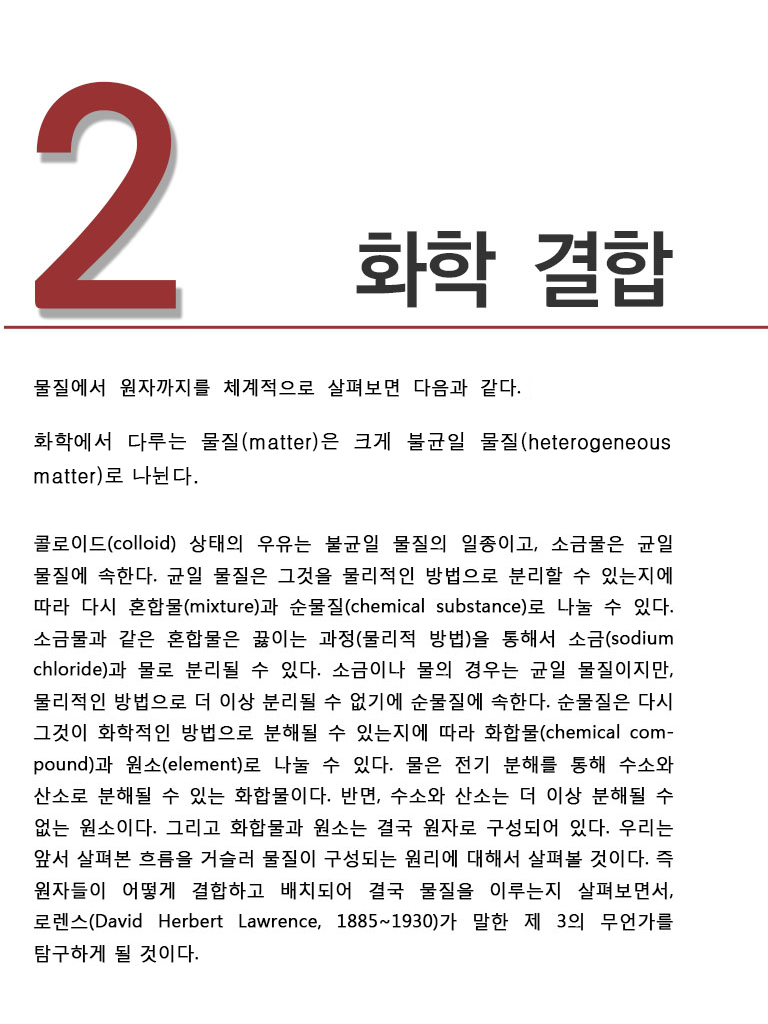 2
화학 결합
물질에서 원자까지를 체계적으로 살펴보면 다음과 같다.
화학에서 다루는 물질(matter)은 크게 불균일 물질(heterogeneous
matter)로 나뉜다.
콜로이드(colloid) 상태의 우유는 불균일 물질의 일종이고, 소금물은 균일
물질에 속한다. 균일 물질은 그것을 물리적인 방법으로 분리할 수 있는지에
따라 다시 혼합물(mixture)과 순물질(chemical substance)로 나눌 수 있다.
소금물과 같은 혼합물은 끓이는 과정(물리적 방법)을 통해서 소금(sodium
chloride)과 물로 분리될 수 있다. 소금이나 물의 경우는 균일 물질이지만,
물리적인 방법으로 더 이상 분리될 수 없기에 순물질에 속한다. 순물질은 다시
그것이 화학적인 방법으로 분해될 수 있는지에 따라 화합물(chemical com-
pound)과 원소(element)로 나눌 수 있다. 물은 전기 분해를 통해 수소와
산소로 분해될 수 있는 화합물이다. 반면, 수소와 산소는 더 이상 분해될 수
없는 원소이다. 그리고 화합물과 원소는 결국 원자로 구성되어 있다. 우리는
앞서 살펴본 흐름을 거슬러 물질이 구성되는 원리에 대해서 살펴볼 것이다. 즉
원자들이 어떻게 결합하고 배치되어 결국 물질을 이루는지 살펴보면서,
로렌스(David Herbert Lawrence, 1885~1930)가 말한 제 3의 무언가를
탐구하게 될 것이다.